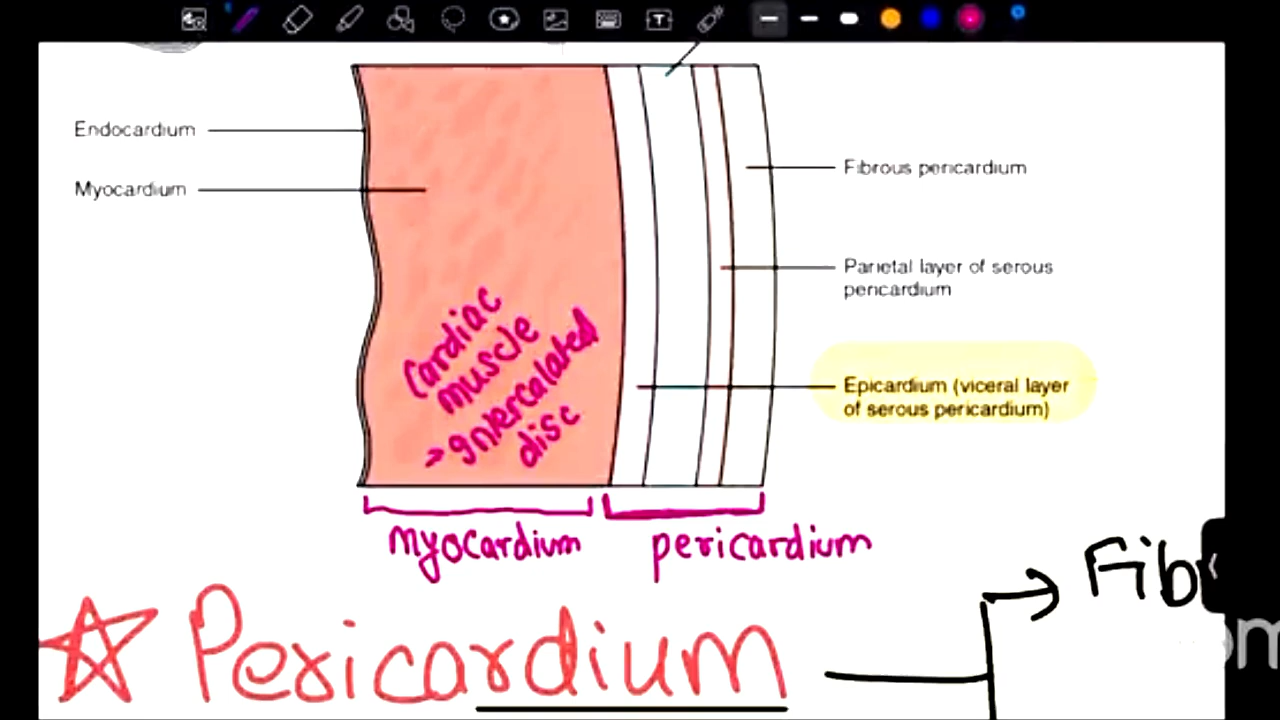 Endocardium
Myocardium
Fibrous pericardium
Parietal layer of serous
pericardium
Epicardium (viceral layer
of serous pericardium)
Cardiac
muscle
Intercalated
disc
myocardium
pericardium
Pericardium